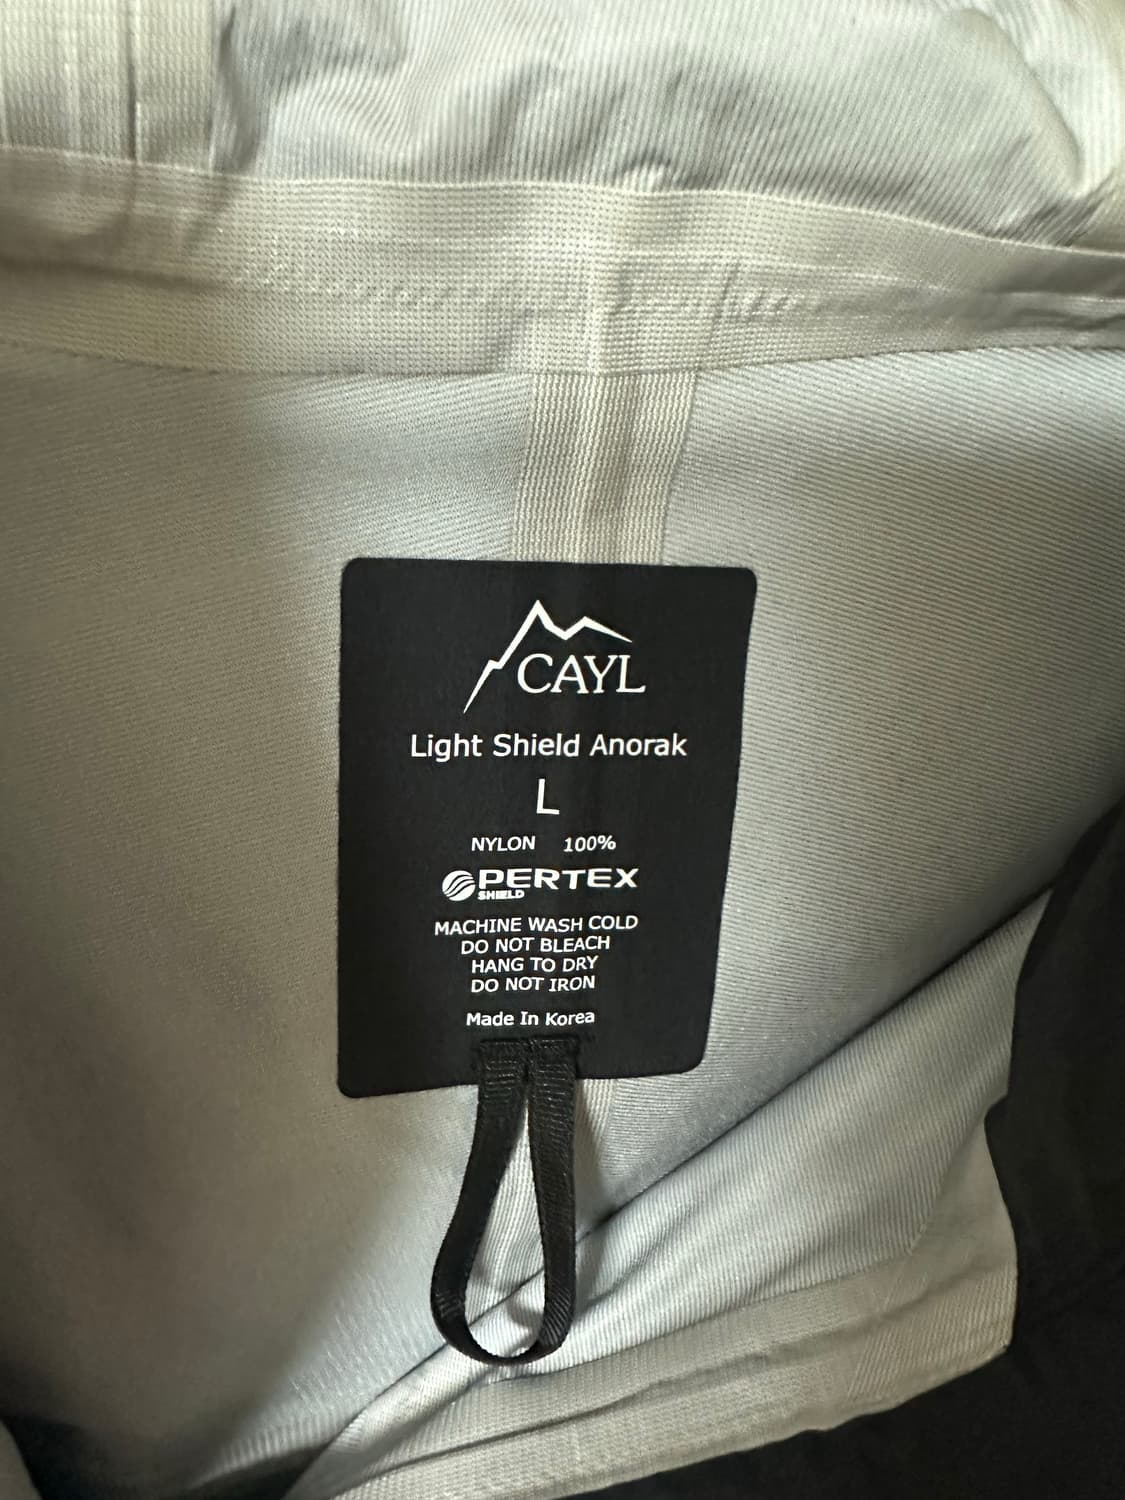 CAYL
Light Shield Anorak
L
NYLON 100%
PERTEX
SHIELD
MACHINE WASH COLD
DO NOT BLEACH
HANG TO DRY
DO NOT IRON
Made In Korea